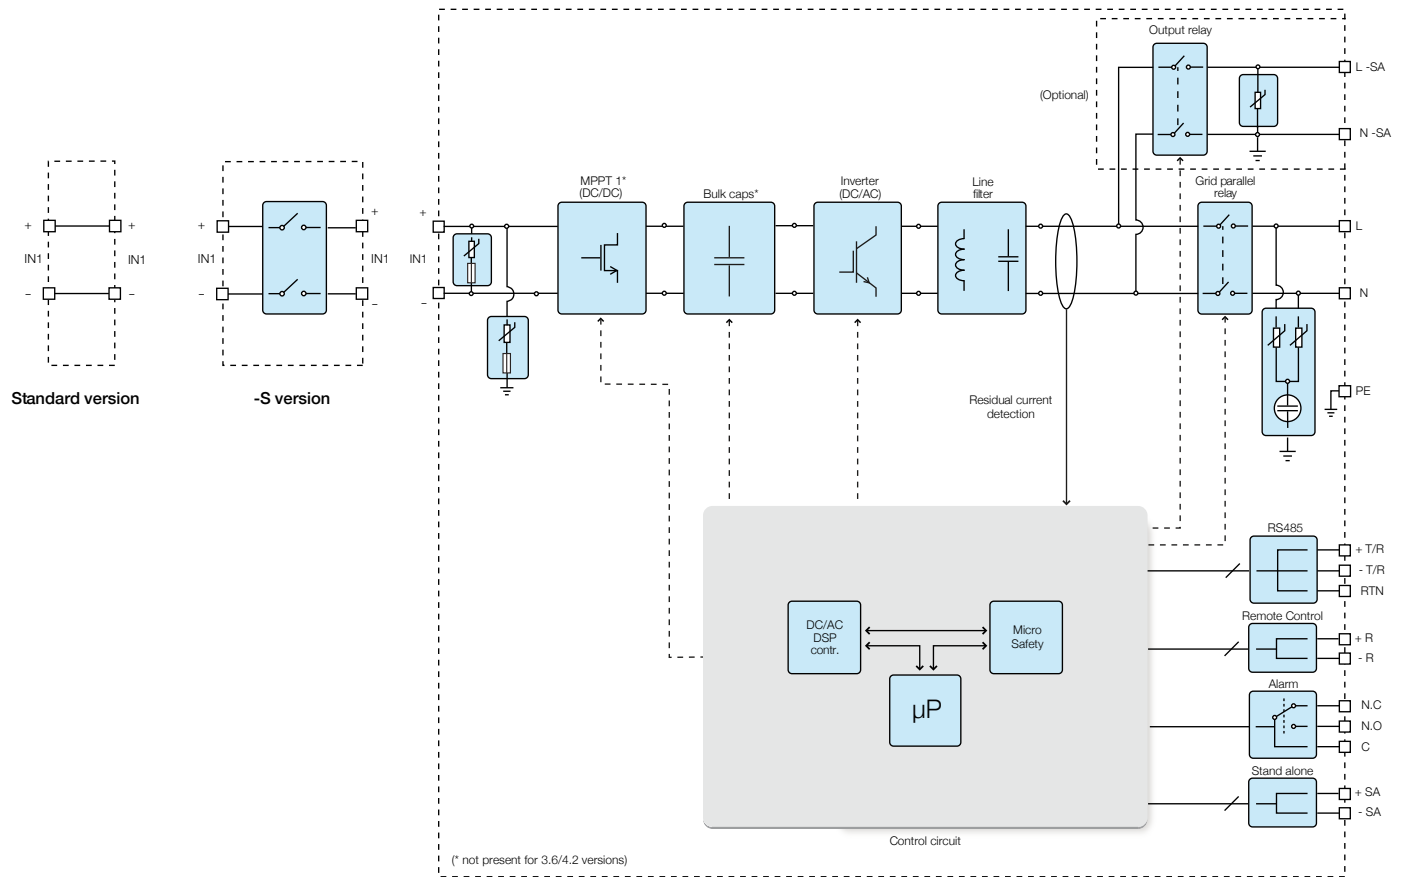 Output relay
L -SA
(Optional)
N -SA
MPPT 1*
(DC/DC)
Bulk caps*
Inverter
(DC/AC)
Line
filter
Grid parallel
relay
+
+
+
+
+
L
IN1
IN1
IN1
IN1
IN1
–
–
–
–
–
N
Standard version
-S version
Residual current
detection
PE
RS485
+ T/R
- T/R
RTN
Remote Control
+ R
- R
DC/AC
DSP
contr.
Micro
Safety
µP
Alarm
N.C
N.O
C
Stand alone
+ SA
- SA
Control circuit
(* not present for 3.6/4.2 versions)